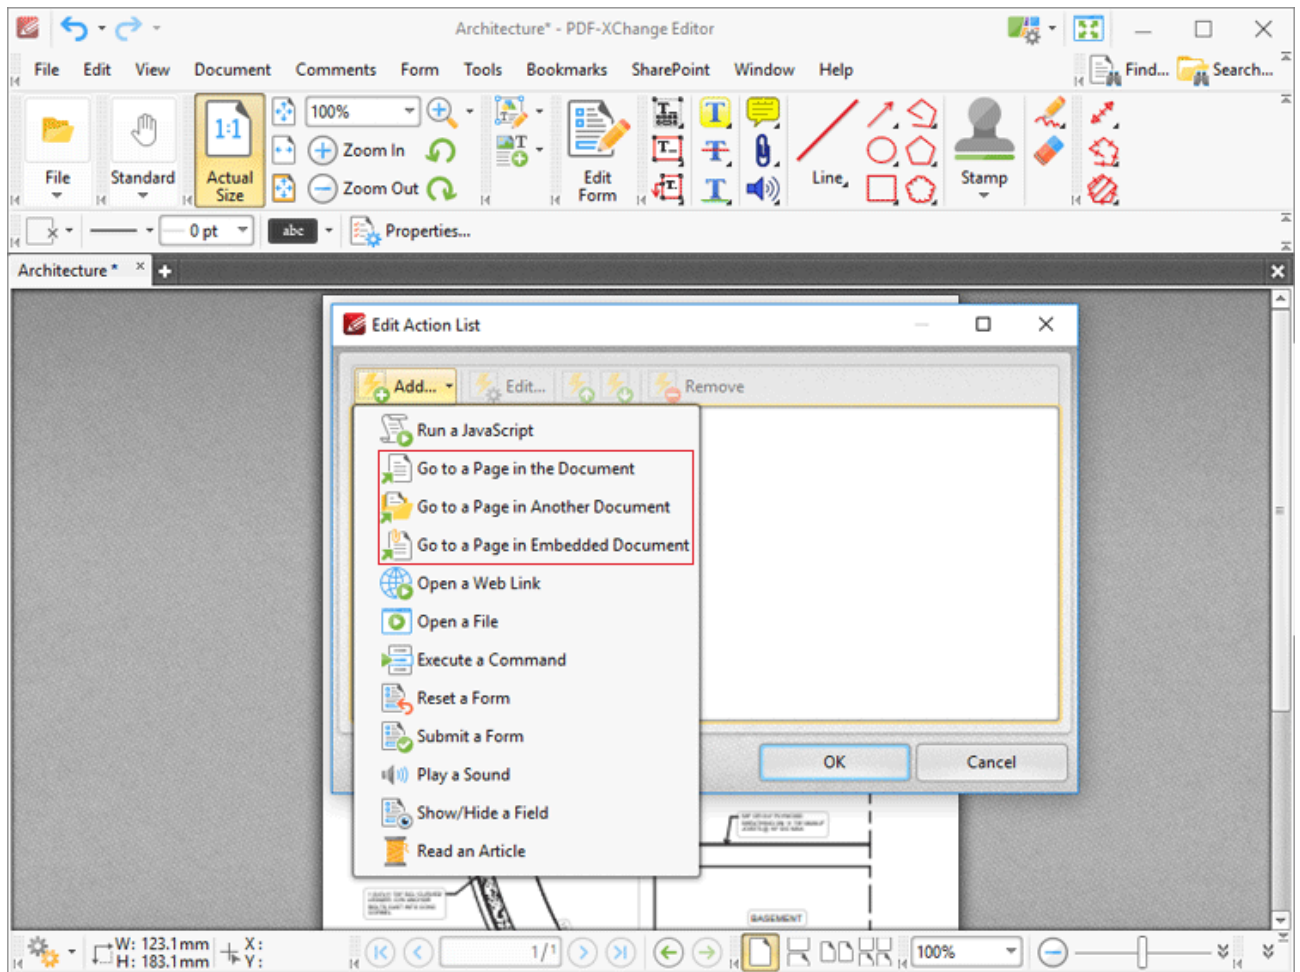 Architecture* - PDF-XChange Editor
File Edit View Document Comments Form Tools Bookmarks SharePoint Window Help Find... Search...
100%
1:1 Zoom In
File Standard Actual Size Zoom Out Edit Form Line Stamp
0 pt abc Properties...
Architecture *
Edit Action List
Add... Edit... Remove
Run a JavaScript
Go to a Page in the Document
Go to a Page in Another Document
Go to a Page in Embedded Document
Open a Web Link
Open a File
Execute a Command
Reset a Form
Submit a Form
OK Cancel
Play a Sound
Show/Hide a Field
Read an Article
BASEMENT
W: 123.1mm X:
H: 183.1mm Y:
1/1 100%